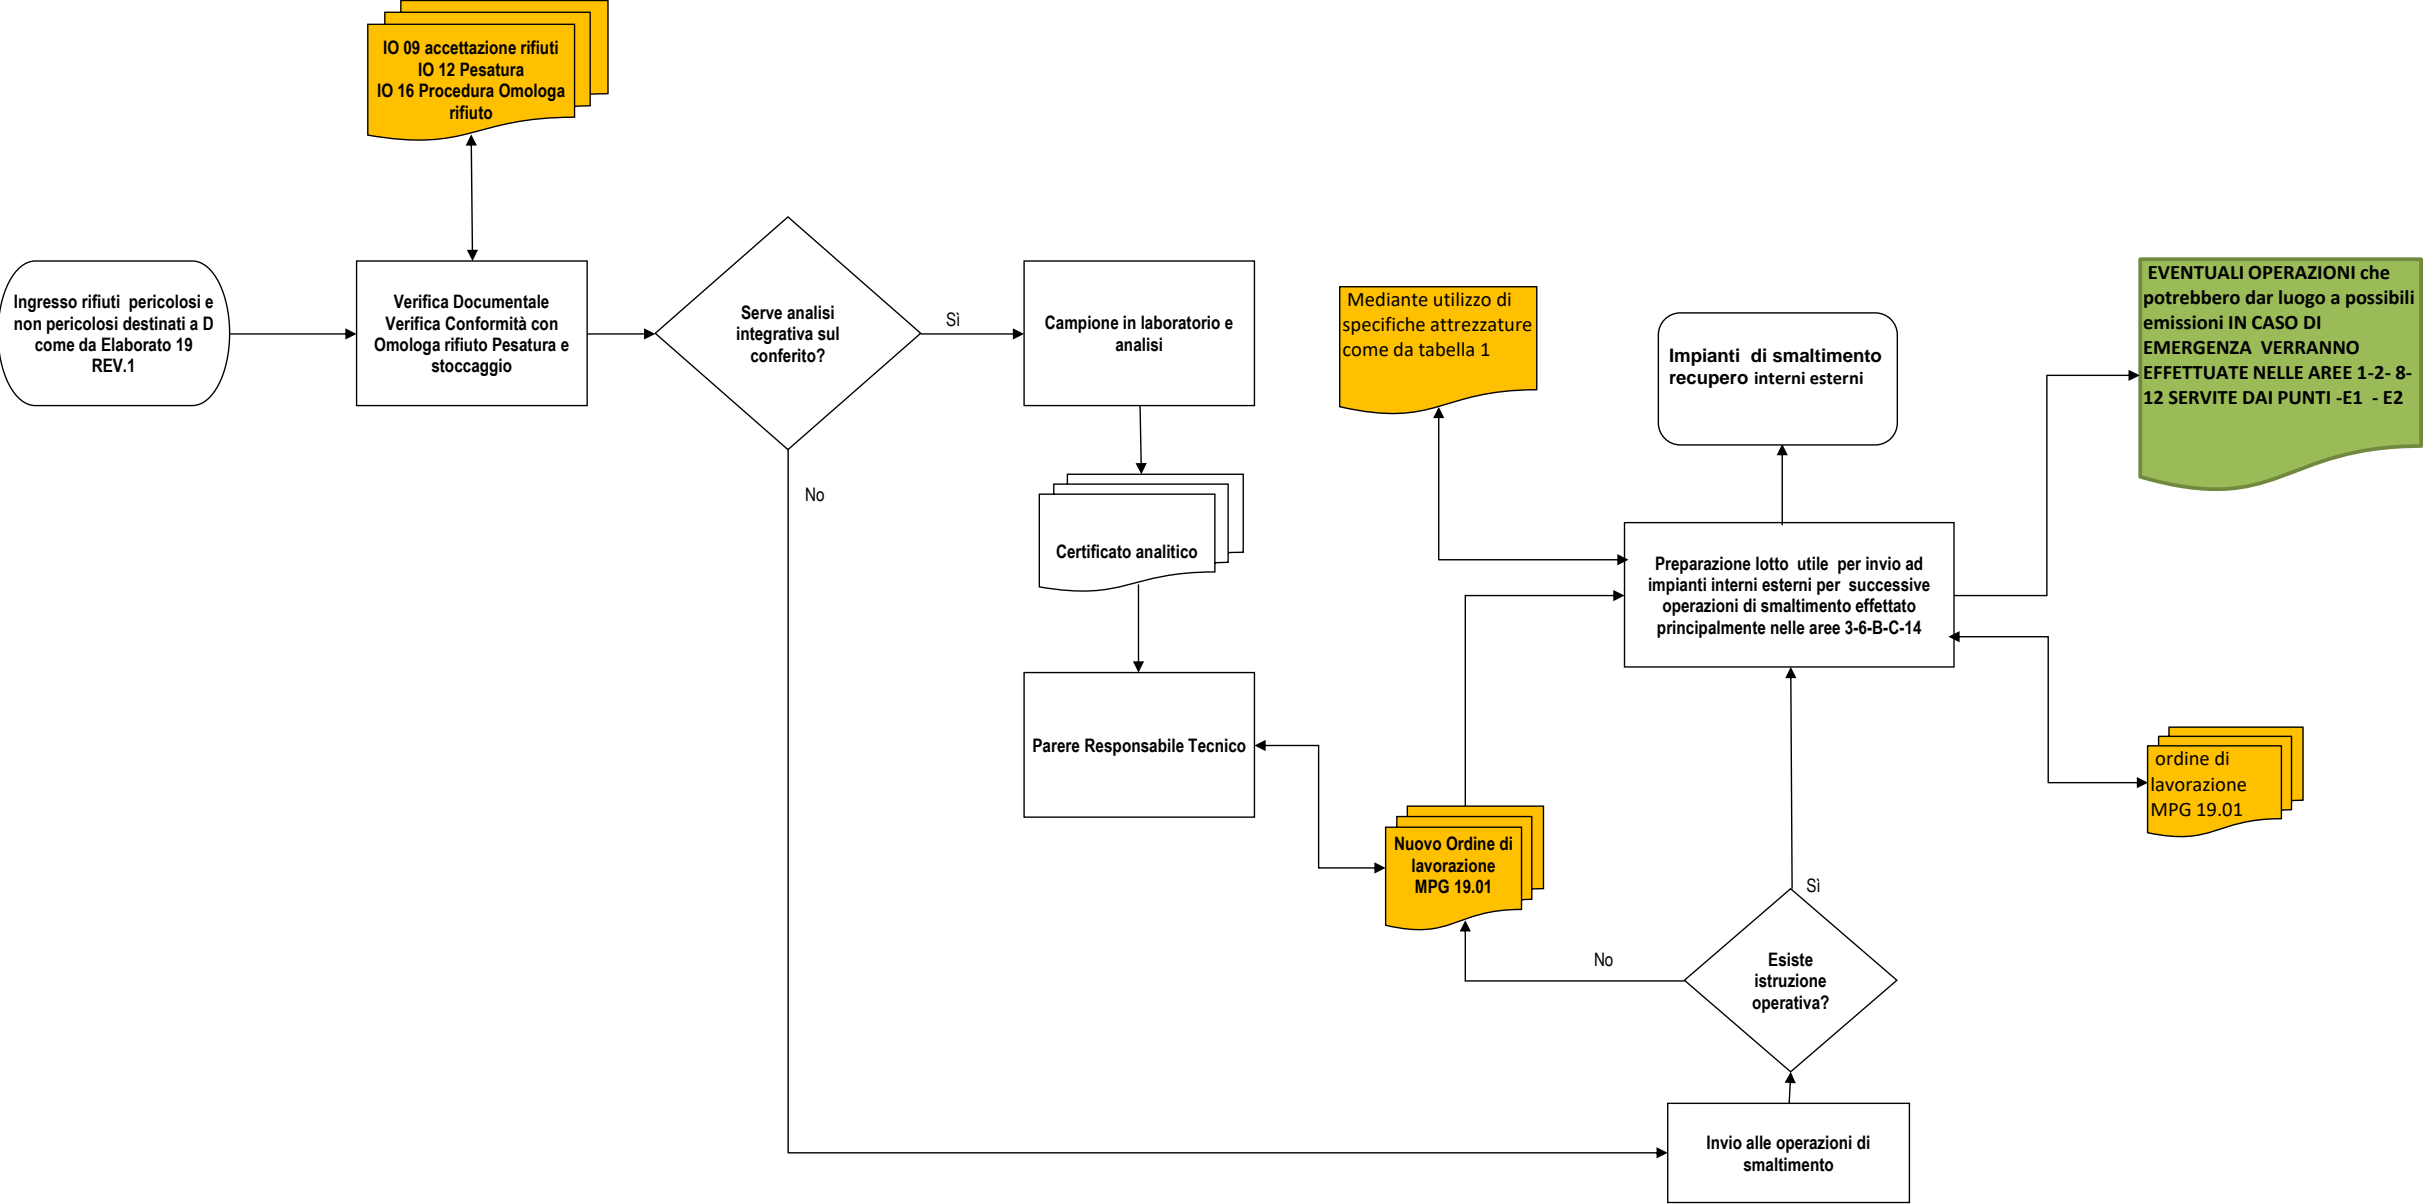 IO 09 accettazione rifiuti
IO 12 Pesatura
IO 16 Procedura Omologa
rifiuto
Ingresso rifiuti  pericolosi e
non pericolosi destinati a D
come da Elaborato 19
REV.1
Verifica Documentale
Verifica Conformità con
Omologa rifiuto Pesatura e
stoccaggio
Serve analisi
integrativa sul
conferito?
Sì
No
Campione in laboratorio e
analisi
Certificato analitico
Parere Responsabile Tecnico
Mediante utilizzo di
specifiche attrezzature
come da tabella 1
Impianti  di smaltimento
recupero interni esterni
EVENTUALI OPERAZIONI che
potrebbero dar luogo a possibili
emissioni IN CASO DI
EMERGENZA  VERRANNO
EFFETTUATE NELLE AREE 1-2- 8-
12 SERVITE DAI PUNTI -E1  - E2
Preparazione lotto  utile  per invio ad
impianti interni esterni per  successive
operazioni di smaltimento effettato
principalmente nelle aree 3-6-B-C-14
ordine di
lavorazione
MPG 19.01
Nuovo Ordine di
lavorazione
MPG 19.01
Sì
No
Esiste
istruzione
operativa?
Invio alle operazioni di
smaltimento